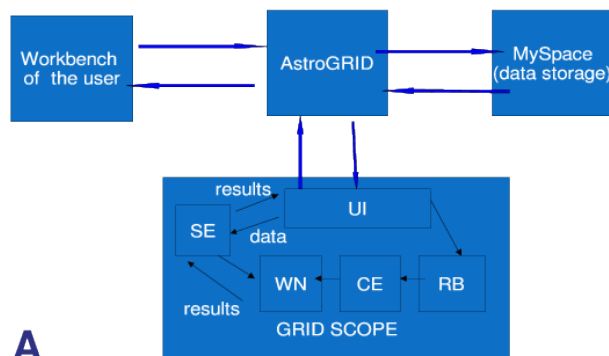 Workbench
of the user
AstroGRID
MySpace
(data storage)
results
UI
SE
data
WN
CE
RB
results
GRID SCOPE
A